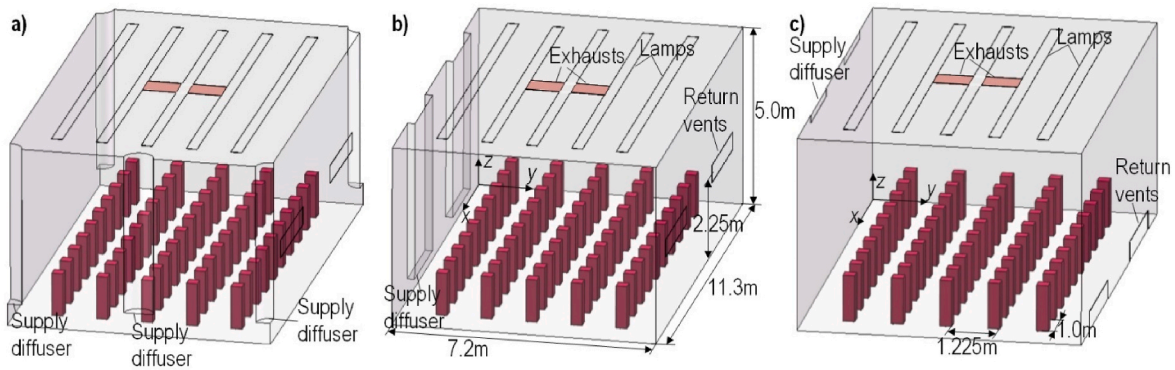 a)
Supply
diffuser
Supply
diffuser
Supply
diffuser
b)
Exhausts
Lamps
Return
vents
5.0m
z
y
x
2.25m
11.3m
Supply
diffuser
7.2m
c)
Supply
diffuser
Exhausts
Lamps
Return
vents
z
y
x
1.0m
1.225m